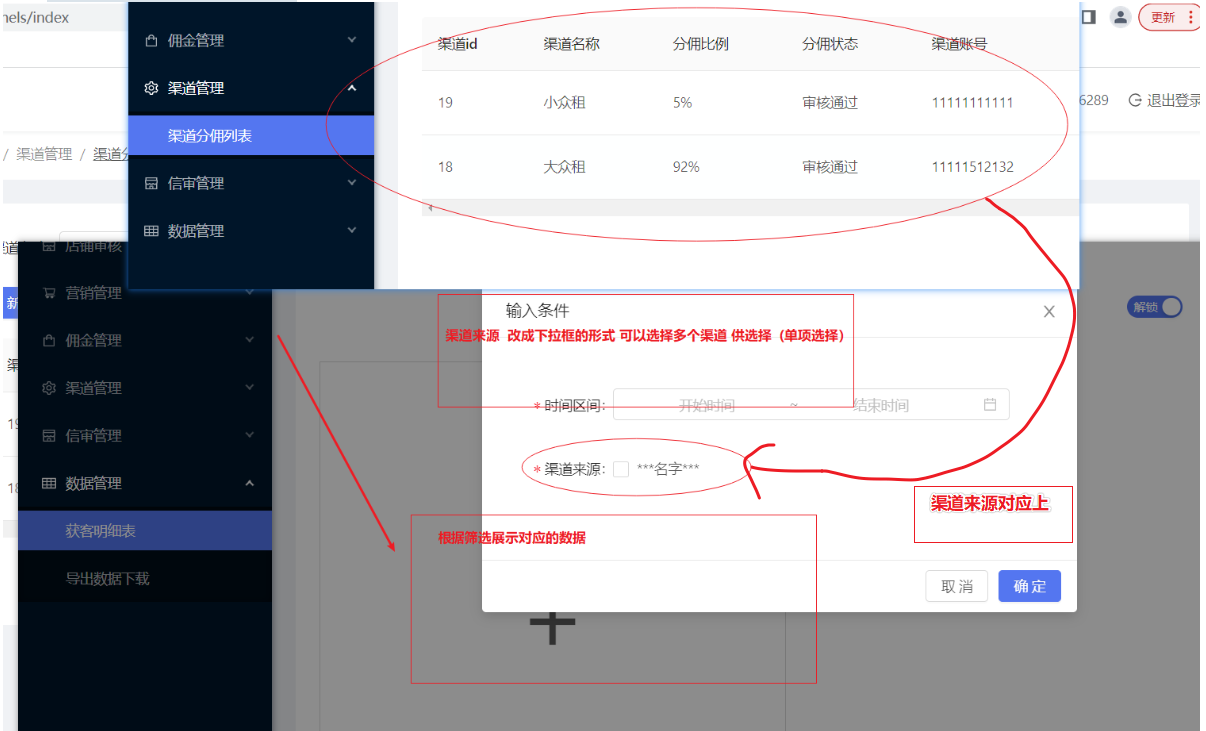 nels/index
更新
佣金管理
渠道管理
渠道分佣列表
信审管理
数据管理
渠道id 渠道名称 分佣比例 分佣状态 渠道账号
19 小众租 5% 审核通过 11111111111
18 大众租 92% 审核通过 11111512132
6289 退出登录
/ 渠道管理 / 渠道分
店铺审核
营销管理
佣金管理
渠道管理
信审管理
数据管理
获客明细表
导出数据下载
新
19
18
解锁
输入条件
渠道来源 改成下拉框的形式 可以选择多个渠道 供选择（单项选择）
* 时间区间: 开始时间 ~ 结束时间
* 渠道来源: ***名字***
渠道来源对应上
根据筛选展示对应的数据
取消 确定